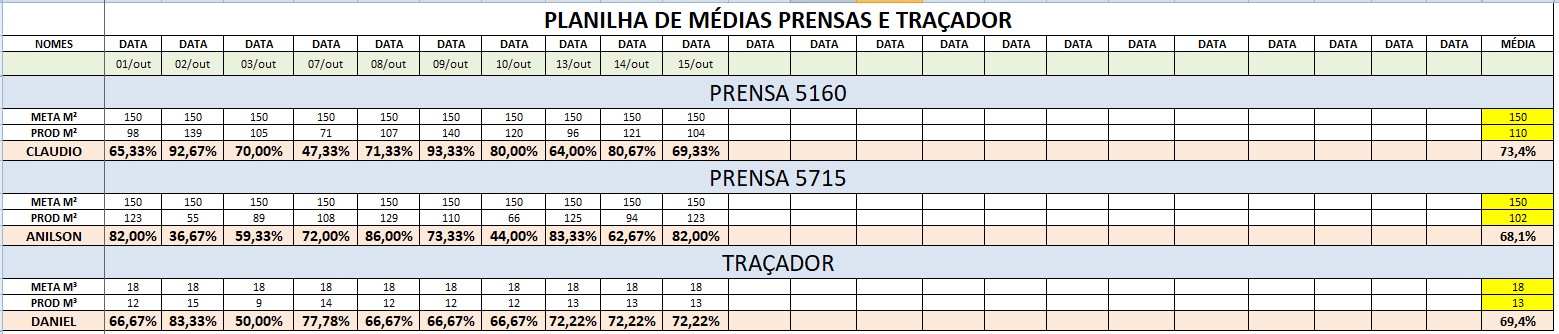 PLANILHA DE MÉDIAS PRENSAS E TRAÇADOR
NOMES DATA DATA DATA DATA DATA DATA DATA DATA DATA DATA DATA DATA DATA DATA DATA DATA DATA DATA DATA DATA DATA DATA MÉDIA
01/out 02/out 03/out 07/out 08/out 09/out 10/out 13/out 14/out 15/out
PRENSA 5160
META M² 150 150 150 150 150 150 150 150 150 150 150
PROD M² 98 139 105 71 107 140 120 96 121 104 110
CLAUDIO 65,33% 92,67% 70,00% 47,33% 71,33% 93,33% 80,00% 64,00% 80,67% 69,33% 73,4%
PRENSA 5715
META M² 150 150 150 150 150 150 150 150 150 150 150
PROD M² 123 55 89 108 129 110 66 125 94 123 102
ANILSON 82,00% 36,67% 59,33% 72,00% 86,00% 73,33% 44,00% 83,33% 62,67% 82,00% 68,1%
TRAÇADOR
META M³ 18 18 18 18 18 18 18 18 18 18 18
PROD M³ 12 15 9 14 12 12 12 13 13 13 13
DANIEL 66,67% 83,33% 50,00% 77,78% 66,67% 66,67% 66,67% 72,22% 72,22% 72,22% 69,4%